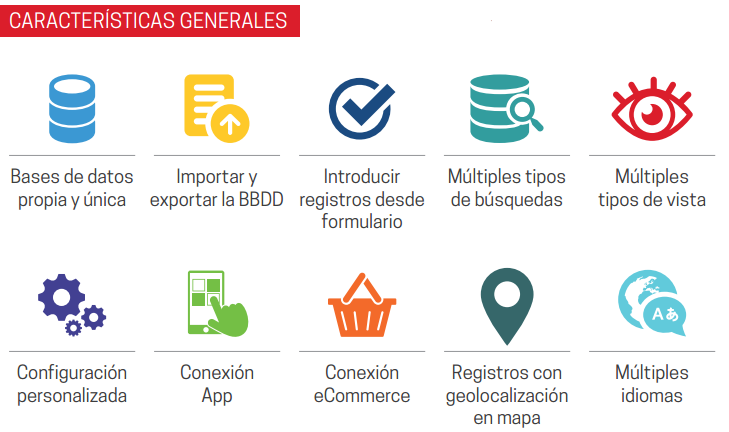 CARACTERÍSTICAS GENERALES
Bases de datos
propia y única
Importar y
exportar la BBDD
Introducir
registros desde
formulario
Múltiples tipos
de búsquedas
Múltiples
tipos de vista
Configuración
personalizada
Conexión
App
Conexión
eCommerce
Registros con
geolocalización
en mapa
A あ
Múltiples
idiomas